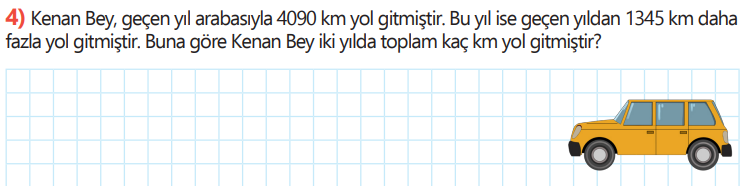 4) Kenan Bey, geçen yıl arabasıyla 4090 km yol gitmiştir. Bu yıl ise geçen yıldan 1345 km daha
fazla yol gitmiştir. Buna göre Kenan Bey iki yılda toplam kaç km yol gitmiştir?